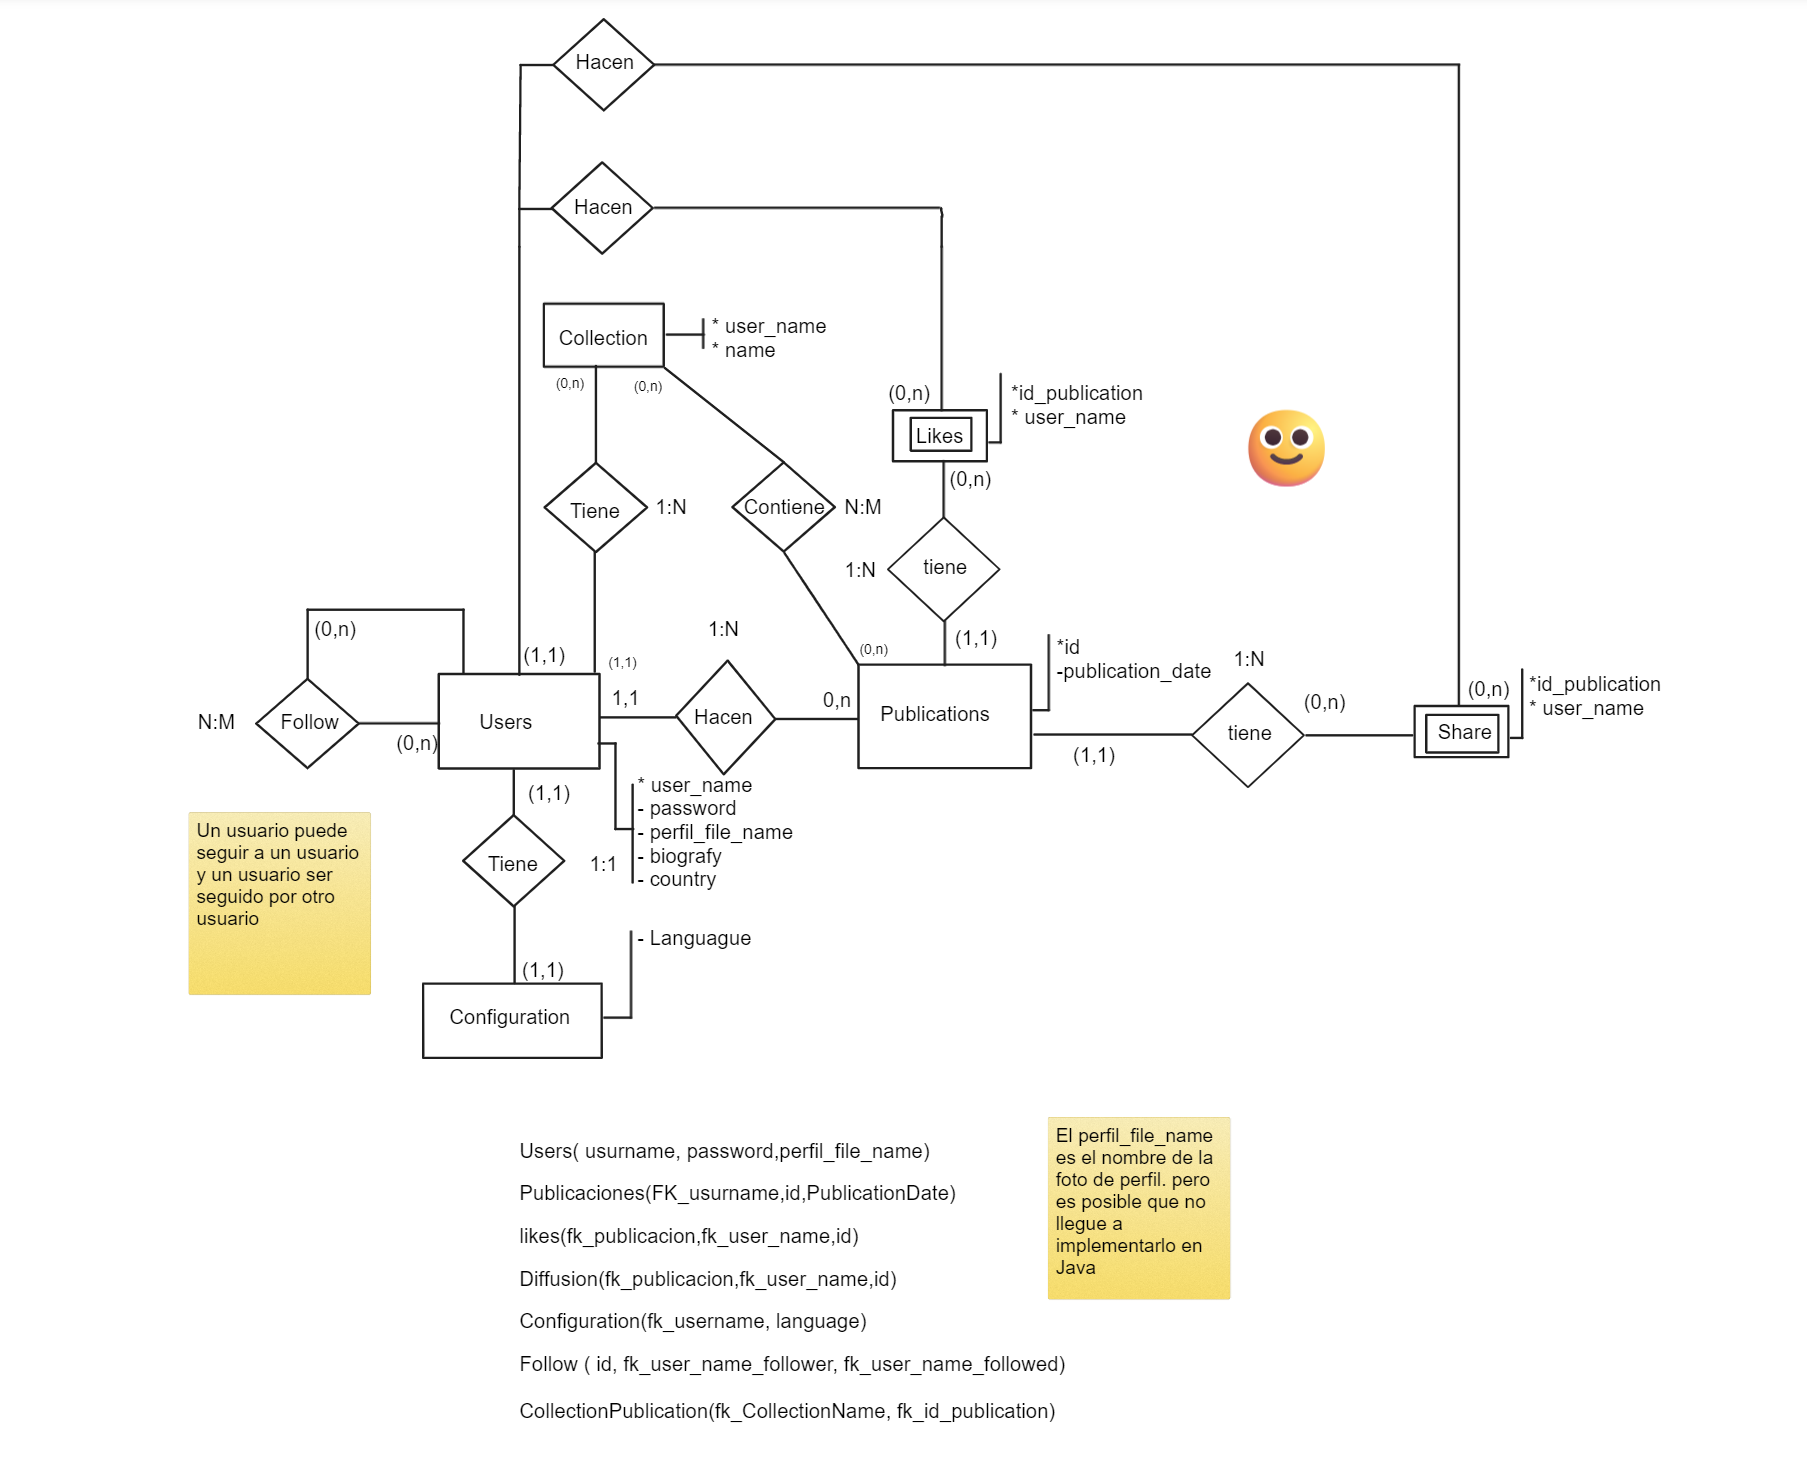 Hacen
Hacen
Collection
* user_name
* name
(0,n)
(0,n)
(0,n)
*id_publication
* user_name
Likes
(0,n)
Tiene
1:N
Contiene
N:M
1:N
tiene
(0,n)
1:N
(1,1)
(1,1)
(1,1)
(0,n)
*id
-publication_date
1:N
N:M
Follow
(0,n)
Users
1,1
Hacen
0,n
Publications
(1,1)
tiene
(0,n)
(0,n)
Share
*id_publication
* user_name
(1,1)
* user_name
- password
- perfil_file_name
- biografy
- country
Tiene
1:1
Un usuario puede
seguir a un usuario
y un usuario ser
seguido por otro
usuario
- Languague
(1,1)
Configuration
Users( usurname, password,perfil_file_name)
Publicaciones(FK_usurname,id,PublicationDate)
likes(fk_publicacion,fk_user_name,id)
Diffusion(fk_publicacion,fk_user_name,id)
Configuration(fk_username, language)
Follow ( id, fk_user_name_follower, fk_user_name_followed)
CollectionPublication(fk_CollectionName, fk_id_publication)
El perfil_file_name
es el nombre de la
foto de perfil. pero
es posible que no
llegue a
implementarlo en
Java